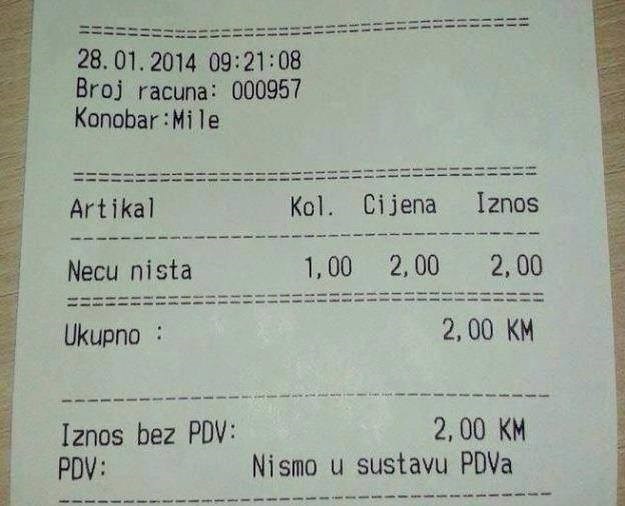 28.01.2014 09:21:08
Broj racuna: 000957
Konobar:Mile
Artikal Kol. Cijena Iznos
Necu nista 1,00 2,00 2,00
Ukupno : 2,00 KM
Iznos bez PDV: 2,00 KM
PDV: Nismo u sustavu PDVa